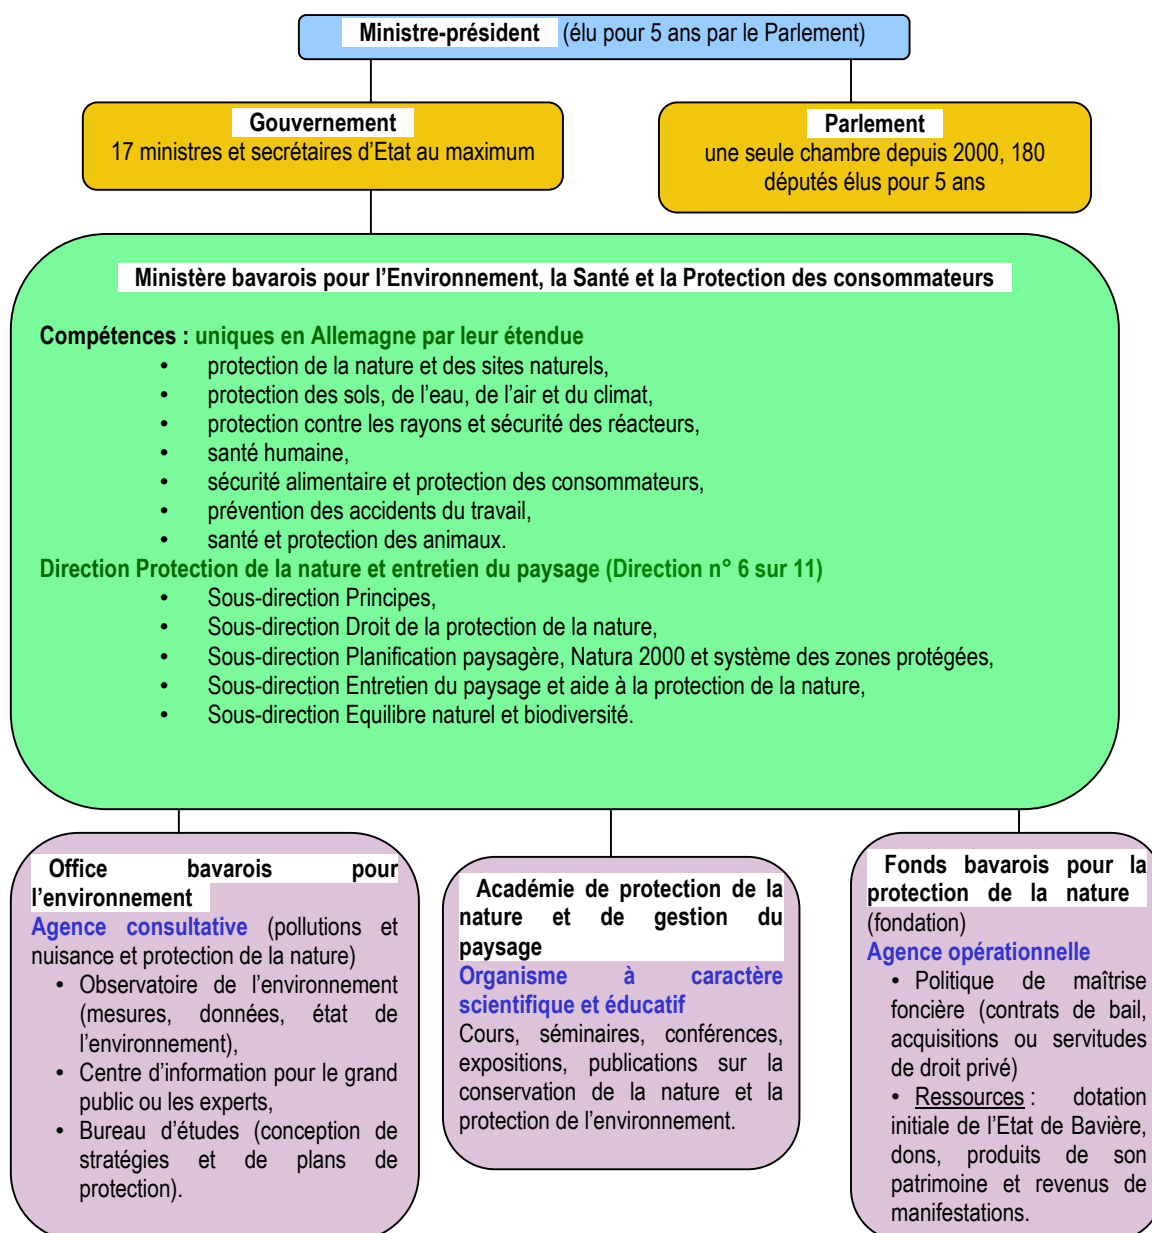 Ministre-président (élu pour 5 ans par le Parlement)
Gouvernement
17 ministres et secrétaires d'Etat au maximum
Parlement
une seule chambre depuis 2000, 180
députés élus pour 5 ans
Ministère bavarois pour l'Environnement, la Santé et la Protection des consommateurs
Compétences : uniques en Allemagne par leur étendue
• protection de la nature et des sites naturels,
• protection des sols, de l'eau, de l'air et du climat,
• protection contre les rayons et sécurité des réacteurs,
• santé humaine,
• sécurité alimentaire et protection des consommateurs,
• prévention des accidents du travail,
• santé et protection des animaux.
Direction Protection de la nature et entretien du paysage (Direction n° 6 sur 11)
• Sous-direction Principes,
• Sous-direction Droit de la protection de la nature,
• Sous-direction Planification paysagère, Natura 2000 et système des zones protégées,
• Sous-direction Entretien du paysage et aide à la protection de la nature,
• Sous-direction Equilibre naturel et biodiversité.
Office bavarois pour
l'environnement
Agence consultative (pollutions et
nuisance et protection de la nature)
• Observatoire de l'environnement
(mesures, données, état de
l'environnement),
• Centre d'information pour le grand
public ou les experts,
• Bureau d'études (conception de
stratégies et de plans de
protection).
Académie de protection de la
nature et de gestion du
paysage
Organisme à caractère
scientifique et éducatif
Cours, séminaires, conférences,
expositions, publications sur la
conservation de la nature et la
protection de l'environnement.
Fonds bavarois pour la
protection de la nature
(fondation)
Agence opérationnelle
• Politique de maîtrise
foncière (contrats de bail,
acquisitions ou servitudes
de droit privé)
• Ressources : dotation
initiale de l'Etat de Bavière,
dons, produits de son
patrimoine et revenus de
manifestations.